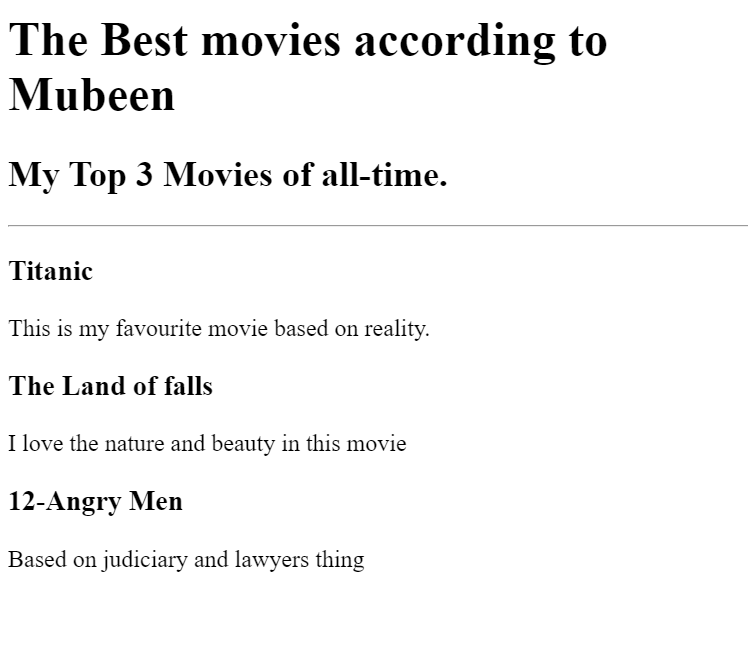 The Best movies according to
Mubeen
My Top 3 Movies of all-time.
Titanic
This is my favourite movie based on reality.
The Land of falls
I love the nature and beauty in this movie
12-Angry Men
Based on judiciary and lawyers thing